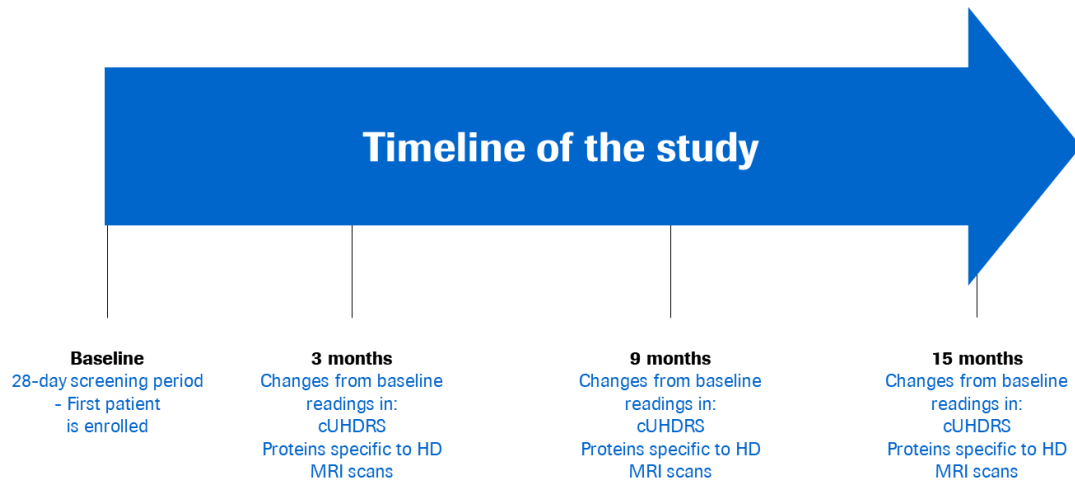 Timeline of the study
Baseline
28-day screening period
- First patient
is enrolled
3 months
Changes from baseline
readings in:
cUHDRS
Proteins specific to HD
MRI scans
9 months
Changes from baseline
readings in:
cUHDRS
Proteins specific to HD
MRI scans
15 months
Changes from baseline
readings in:
cUHDRS
Proteins specific to HD
MRI scans